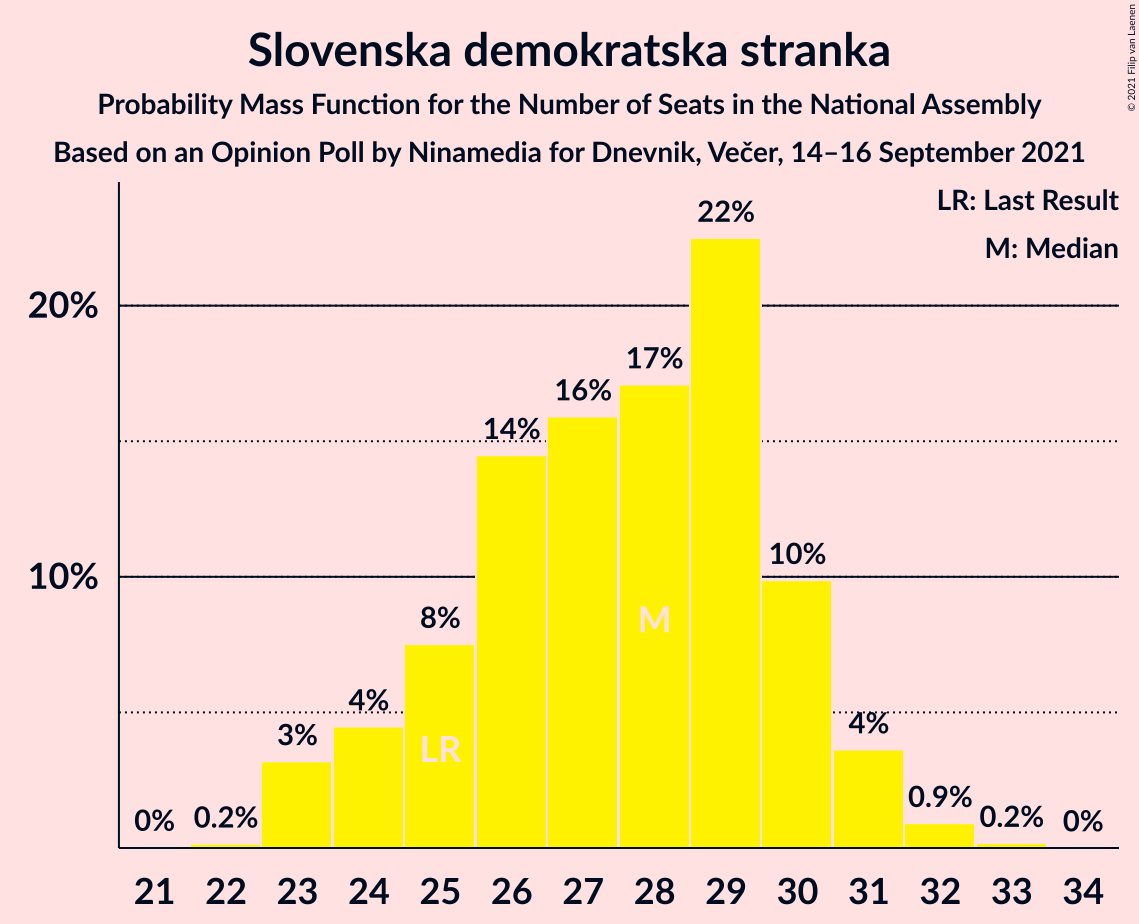 Slovenska demokratska stranka
Probability Mass Function for the Number of Seats in the National Assembly
Based on an Opinion Poll by Ninamedia for Dnevnik, Večer, 14–16 September 2021
© 2021 Filip van Laenen
LR: Last Result
M: Median
22%
20%
17%
16%
14%
10%
10%
8%
M
4%
4%
3%
LR
0.9%
0%
0.2%
0.2%
0%
21 22 23 24 25 26 27 28 29 30 31 32 33 34